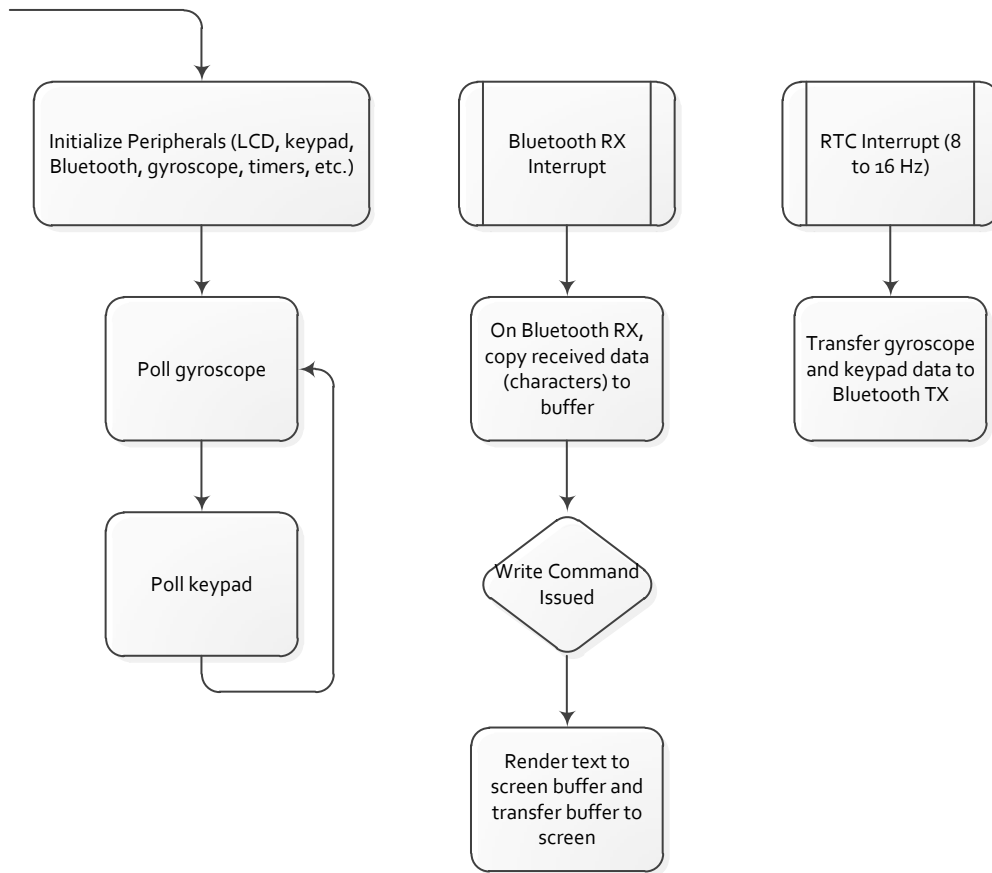 Initialize Peripherals (LCD, keypad,
Bluetooth, gyroscope, timers, etc.)
Poll gyroscope
Poll keypad
Bluetooth RX
Interrupt
On Bluetooth RX,
copy received data
(characters) to
buffer
Write Command
Issued
Render text to
screen buffer and
transfer buffer to
screen
RTC Interrupt (8
to 16 Hz)
Transfer gyroscope
and keypad data to
Bluetooth TX